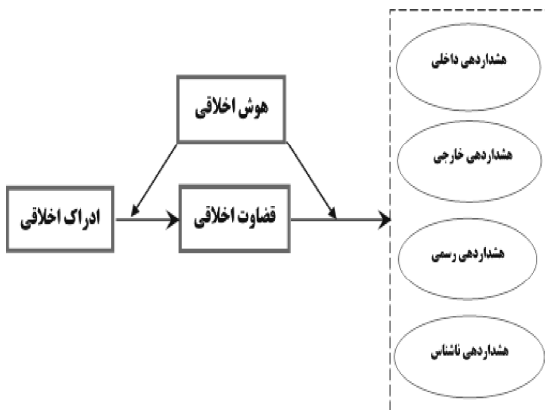 هشداردهی داخلی
هوش اخلاقی
هشداردهی خارجی
ادراک اخلاقی
قضاوت اخلاقی
هشداردهی رسمی
هشداردهی ناشناس